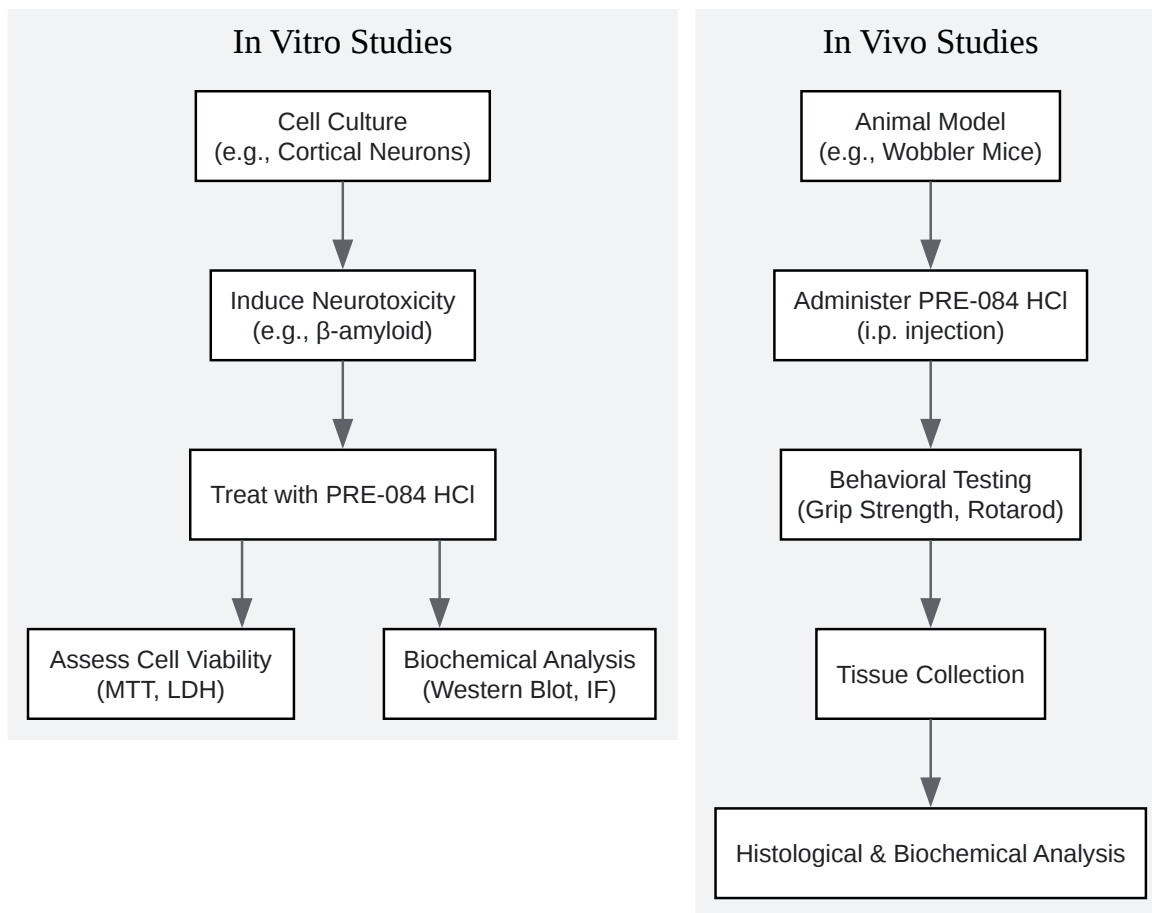 In Vitro Studies
Cell Culture
(e.g., Cortical Neurons)
Induce Neurotoxicity
(e.g., β-amyloid)
Treat with PRE-084 HCl
Assess Cell Viability
(MTT, LDH)
Biochemical Analysis
(Western Blot, IF)
In Vivo Studies
Animal Model
(e.g., Wobbler Mice)
Administer PRE-084 HCl
(i.p. injection)
Behavioral Testing
(Grip Strength, Rotarod)
Tissue Collection
Histological & Biochemical Analysis